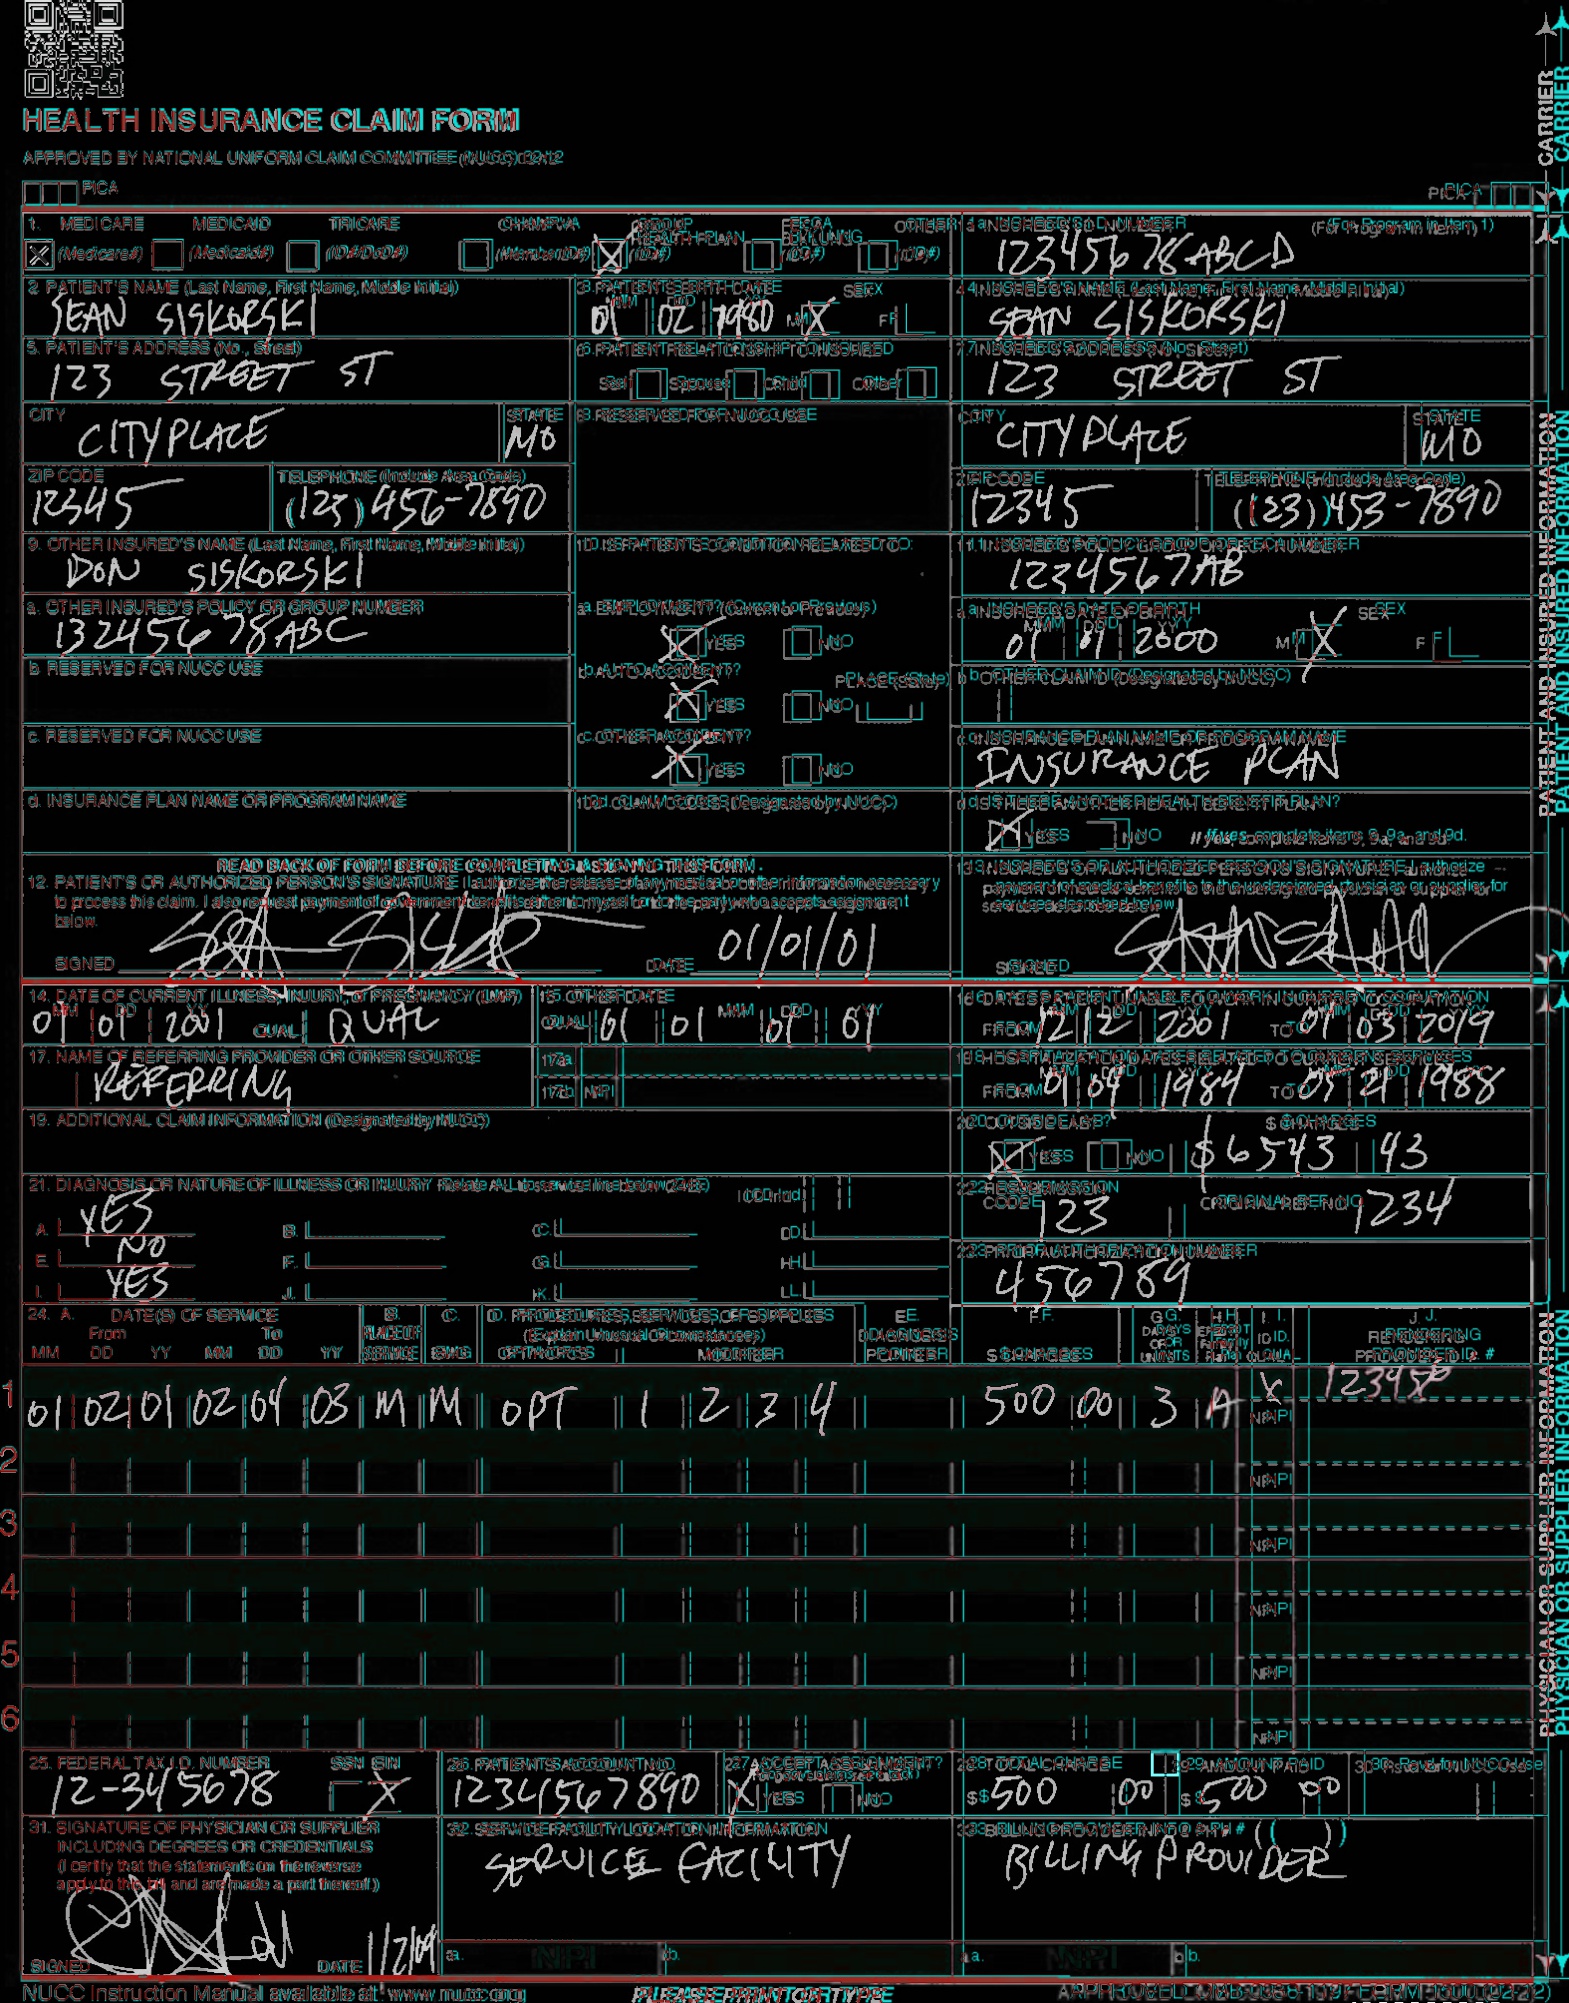 HEALTH INSURANCE CLAIM FORM
APPROVED BY NATIONAL UNIFORM CLAIM COMMITTEE (NUCC) 02/12
PICA
PICA
CARRIER
1. MEDICARE MEDICAID TRICARE CHAMPVA GROUP HEALTH PLAN FECA BLK LUNG OTHER
(Medicare#) (Medicaid#) (ID#/DoD#) (Member ID#) (ID#) (ID#) (ID#)
1a. INSURED'S I.D. NUMBER (For Program in Item 1)
12345678ABCD
2. PATIENT'S NAME (Last Name, First Name, Middle Initial)
SEAN SISKORSKI
3. PATIENT'S BIRTH DATE SEX
MM DD YY
01 02 1980 M X F
4. INSURED'S NAME (Last Name, First Name, Middle Initial)
SEAN SISKORSKI
5. PATIENT'S ADDRESS (No., Street)
123 STREET ST
6. PATIENT RELATIONSHIP TO INSURED
Self Spouse Child Other
7. INSURED'S ADDRESS (No., Street)
123 STREET ST
CITY STATE
CITYPLACE MO
8. RESERVED FOR NUCC USE
CITY STATE
CITYPLACE MO
ZIP CODE TELEPHONE (Include Area Code)
12345 (123) 456-7890
ZIP CODE TELEPHONE (Include Area Code)
12345 (123) 453-7890
9. OTHER INSURED'S NAME (Last Name, First Name, Middle Initial)
DON SISKORSKI
10. IS PATIENT'S CONDITION RELATED TO:
11. INSURED'S POLICY GROUP OR FECA NUMBER
1234567AB
a. OTHER INSURED'S POLICY OR GROUP NUMBER
13245678ABC
a. EMPLOYMENT? (Current or Previous)
X YES NO
a. INSURED'S DATE OF BIRTH SEX
MM DD YY
01 01 2000 M X F
b. RESERVED FOR NUCC USE
b. AUTO ACCIDENT? PLACE (State)
X YES NO
b. OTHER CLAIM ID (Designated by NUCC)
c. RESERVED FOR NUCC USE
c. OTHER ACCIDENT?
X YES NO
c. INSURANCE PLAN NAME OR PROGRAM NAME
INSURANCE PLAN
d. INSURANCE PLAN NAME OR PROGRAM NAME
10d. CLAIM CODES (Designated by NUCC)
d. IS THERE ANOTHER HEALTH BENEFIT PLAN?
X YES NO If yes, complete items 9, 9a, and 9d.
READ BACK OF FORM BEFORE COMPLETING & SIGNING THIS FORM.
12. PATIENT'S OR AUTHORIZED PERSON'S SIGNATURE I authorize the release of any medical or other information necessary
to process this claim. I also request payment of government benefits either to myself or to the party who accepts assignment
below.
SIGNED DATE 01/01/01
13. INSURED'S OR AUTHORIZED PERSON'S SIGNATURE I authorize
payment of medical benefits to the undersigned physician or supplier for
services described below.
SIGNED
PATIENT AND INSURED INFORMATION
14. DATE OF CURRENT ILLNESS, INJURY, or PREGNANCY (LMP)
MM DD YY
01 01 2001 QUAL. QUAL
15. OTHER DATE
MM DD YY
QUAL. 01 01 01 01
16. DATES PATIENT UNABLE TO WORK IN CURRENT OCCUPATION
MM DD YY MM DD YY
FROM 12 12 2001 TO 01 03 2019
17. NAME OF REFERRING PROVIDER OR OTHER SOURCE
REFERRING
17a.
17b. NPI
18. HOSPITALIZATION DATES RELATED TO CURRENT SERVICES
MM DD YY MM DD YY
FROM 01 09 1984 TO 05 21 1988
19. ADDITIONAL CLAIM INFORMATION (Designated by NUCC)
20. OUTSIDE LAB? $ CHARGES
X YES NO $6543 43
21. DIAGNOSIS OR NATURE OF ILLNESS OR INJURY Relate A-L to service line below (24E) ICD Ind.
A. YES B. C. D.
E. NO F. G. H.
I. YES J. K. L.
22. RESUBMISSION CODE ORIGINAL REF. NO.
123 1234
23. PRIOR AUTHORIZATION NUMBER
456789
24. A. DATE(S) OF SERVICE B. C. D. PROCEDURES, SERVICES, OR SUPPLIES E. F. G. H. I. J.
From To PLACE OF SERVICE EMG (Explain Unusual Circumstances) DIAGNOSIS POINTER DAYS OR UNITS EPSDT Family Plan ID. QUAL. RENDERING PROVIDER ID. #
MM DD YY MM DD YY CPT/HCPCS MODIFIER $ CHARGES
1 01 02 01 02 04 03 M M OPT 1 2 3 4 500 00 3 A X
NPI
2 NPI
3 NPI
4 NPI
5 NPI
6 NPI
25. FEDERAL TAX I.D. NUMBER SSN EIN
12-345678 X
26. PATIENT'S ACCOUNT NO.
1234567890
27. ACCEPT ASSIGNMENT?
X YES NO
28. TOTAL CHARGE
$ 500 00
29. AMOUNT PAID
$ 500 00
30. Rsvd for NUCC Use
31. SIGNATURE OF PHYSICIAN OR SUPPLIER
INCLUDING DEGREES OR CREDENTIALS
(I certify that the statements on the reverse
apply to this bill and are made a part thereof.)
SIGNED DATE 1/2/09
32. SERVICE FACILITY LOCATION INFORMATION
SERVICE FACILITY
a. NPI b.
33. BILLING PROVIDER INFO & PH # ( )
BILLING PROVIDER
a. NPI b.
PHYSICIAN OR SUPPLIER INFORMATION
NUCC Instruction Manual available at: www.nucc.org
PLEASE PRINT OR TYPE
APPROVED OMB-0938-1197 FORM 1500 (02-12)